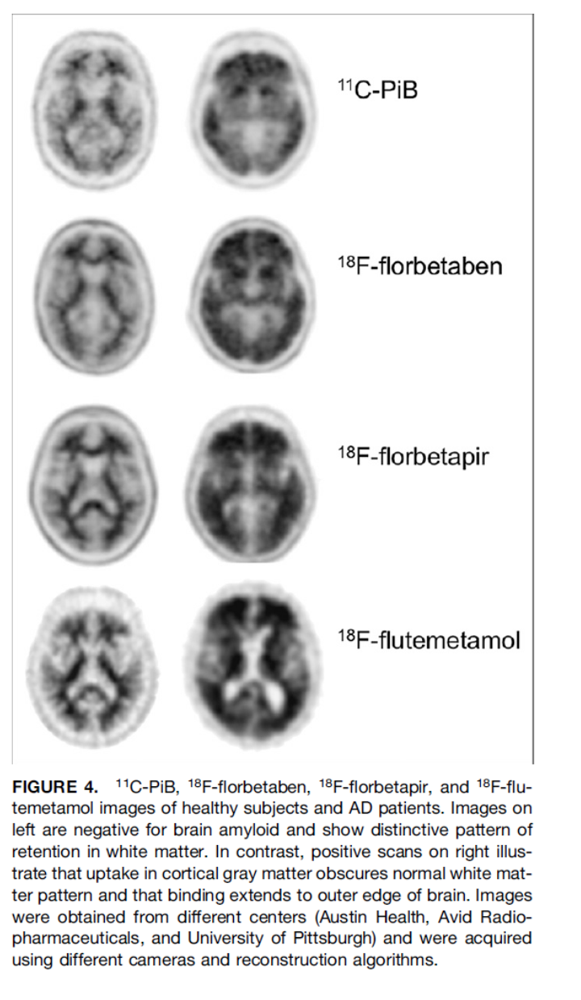 ¹¹C-PiB
¹⁸F-florbetaben
¹⁸F-florbetapir
¹⁸F-flutemetamol
FIGURE 4. ¹¹C-PiB, ¹⁸F-florbetaben, ¹⁸F-florbetapir, and ¹⁸F-flu-
temetamol images of healthy subjects and AD patients. Images on
left are negative for brain amyloid and show distinctive pattern of
retention in white matter. In contrast, positive scans on right illus-
trate that uptake in cortical gray matter obscures normal white mat-
ter pattern and that binding extends to outer edge of brain. Images
were obtained from different centers (Austin Health, Avid Radio-
pharmaceuticals, and University of Pittsburgh) and were acquired
using different cameras and reconstruction algorithms.